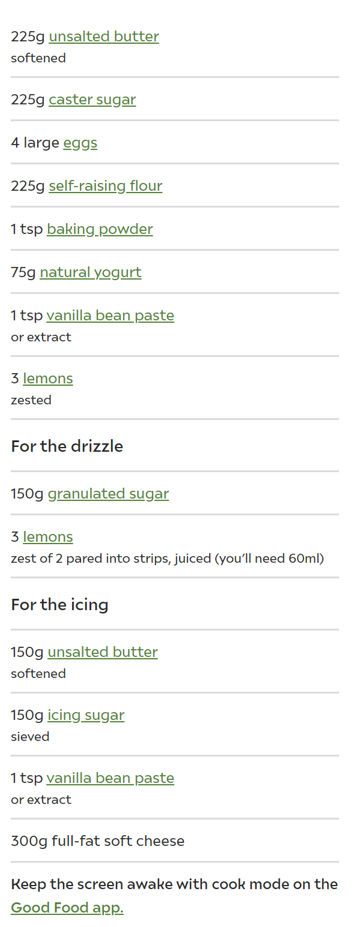 225g unsalted butter
softened
225g caster sugar
4 large eggs
225g self-raising flour
1 tsp baking powder
75g natural yogurt
1 tsp vanilla bean paste
or extract
3 lemons
zested
For the drizzle
150g granulated sugar
3 lemons
zest of 2 pared into strips, juiced (you’ll need 60ml)
For the icing
150g unsalted butter
softened
150g icing sugar
sieved
1 tsp vanilla bean paste
or extract
300g full-fat soft cheese
Keep the screen awake with cook mode on the
Good Food app.